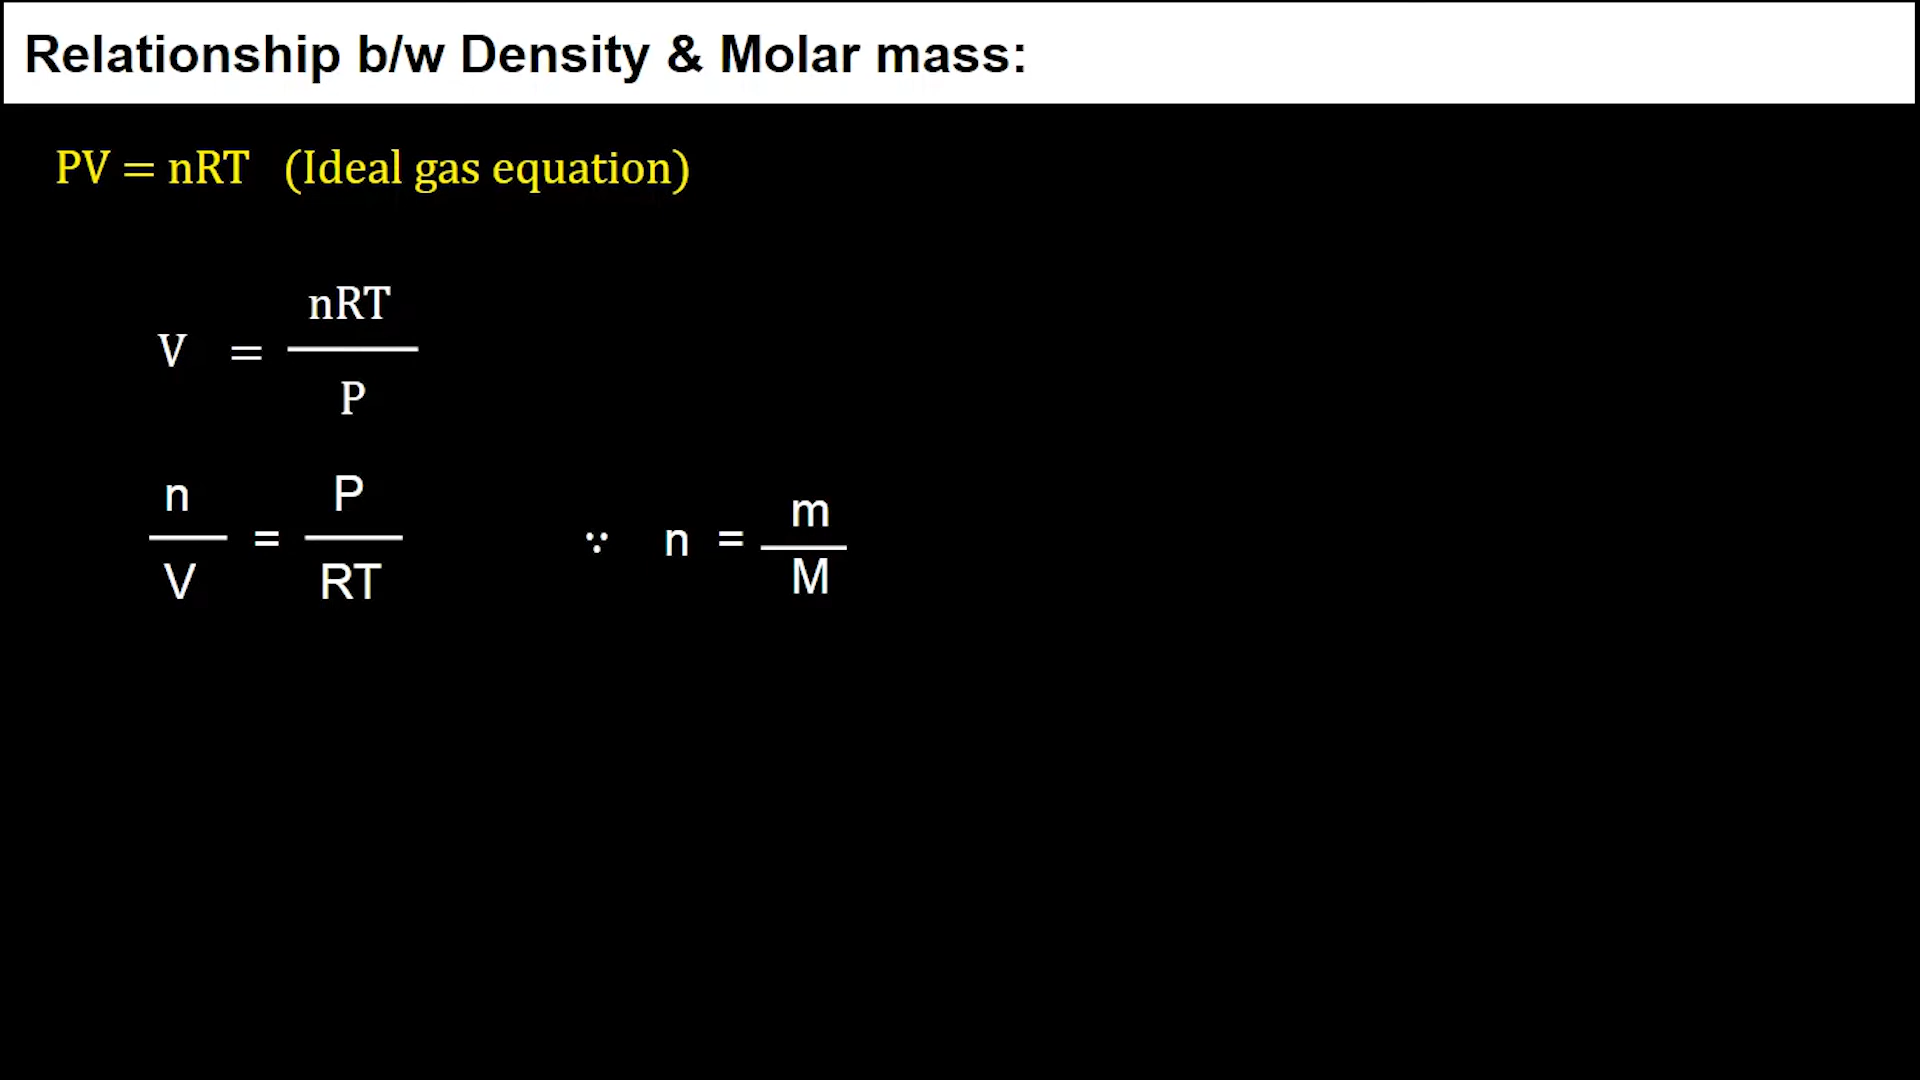 Relationship b/w Density & Molar mass:
PV = nRT (Ideal gas equation)
nRT
V =
P
n P
= ∵ n = m
V RT M